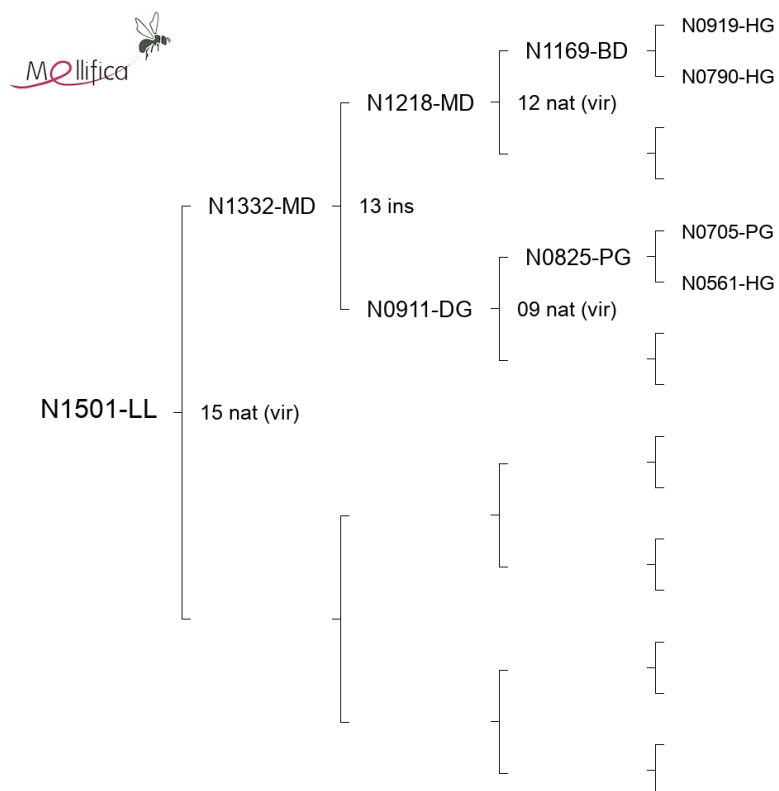 Mellifica
N0919-HG
N1169-BD
N0790-HG
N1218-MD
12 nat (vir)
N1332-MD
13 ins
N0705-PG
N0825-PG
N0561-HG
N0911-DG
09 nat (vir)
N1501-LL
15 nat (vir)